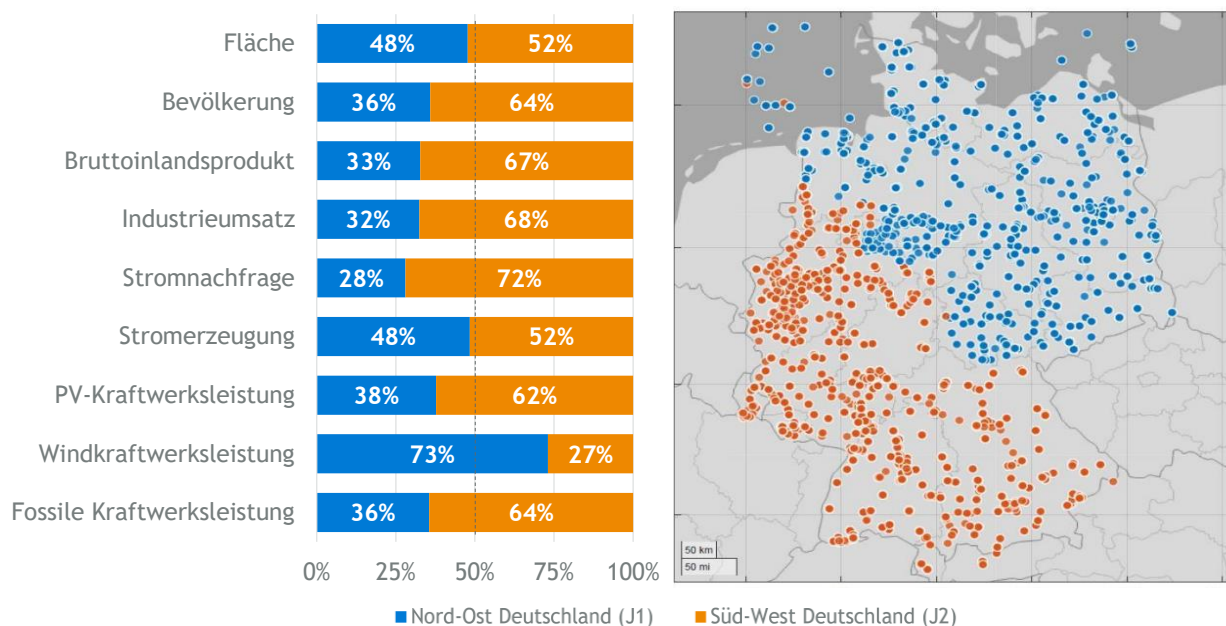 Fläche 48% 52%
Bevölkerung 36% 64%
Bruttoinlandsprodukt 33% 67%
Industrieumsatz 32% 68%
Stromnachfrage 28% 72%
Stromerzeugung 48% 52%
PV-Kraftwerksleistung 38% 62%
Windkraftwerksleistung 73% 27%
Fossile Kraftwerksleistung 36% 64%
0% 25% 50% 75% 100%
50 km
50 mi
Nord-Ost Deutschland (J1) Süd-West Deutschland (J2)